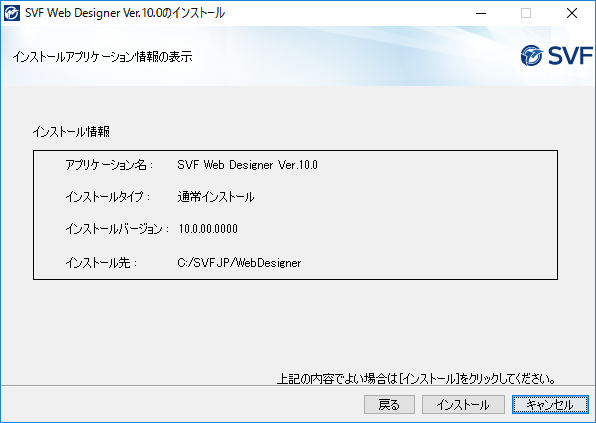 SVF Web Designer Ver.10.0のインストール
インストールアプリケーション情報の表示
SVF
インストール情報
アプリケーション名 : SVF Web Designer Ver.10.0
インストールタイプ : 通常インストール
インストールバージョン : 10.0.00.0000
インストール先 : C:/SVFJP/WebDesigner
上記の内容でよい場合は[インストール]をクリックしてください。
戻る インストール キャンセル